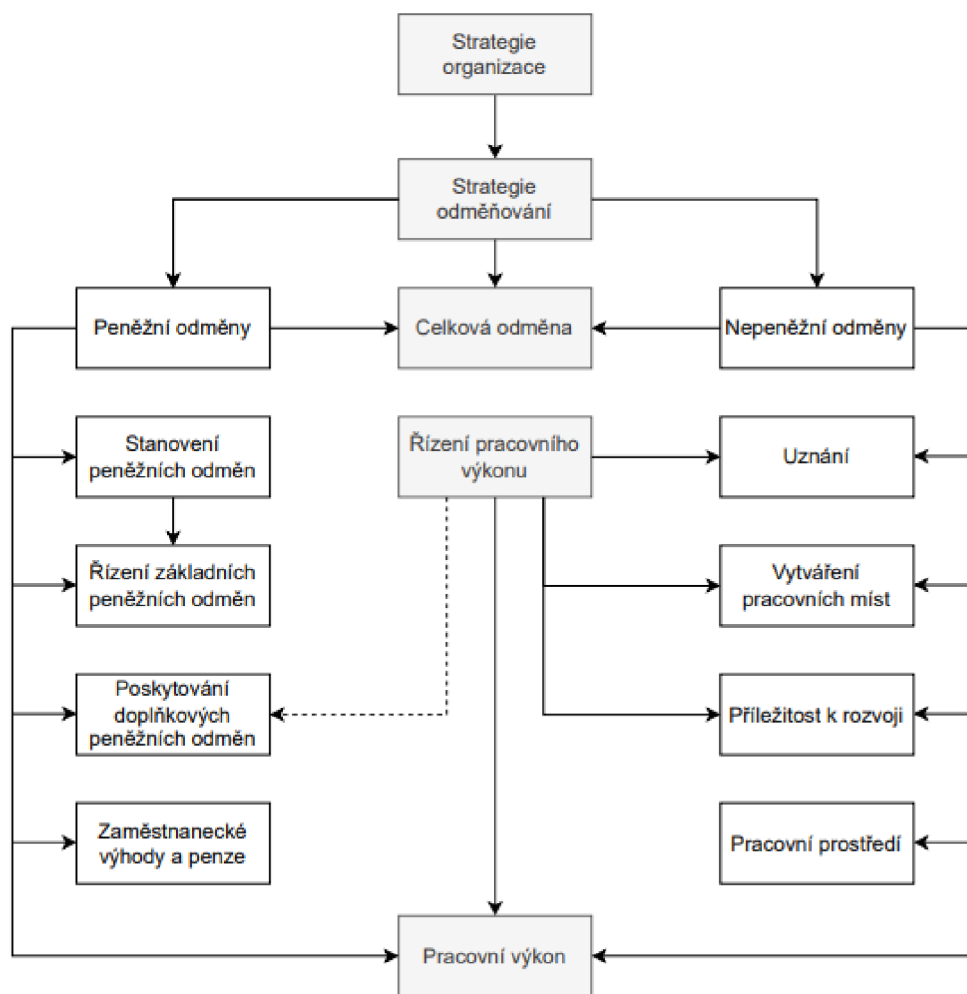 Strategie
organizace
Strategie
odměňování
Peněžní odměny
Celková odměna
Nepeněžní odměny
Stanovení
peněžních odměn
Řízení pracovního
výkonu
Uznání
Řízení základních
peněžních odměn
Vytváření
pracovních míst
Poskytování
doplňkových
peněžních odměn
Příležitost k rozvoji
Zaměstnanecké
výhody a penze
Pracovní prostředí
Pracovní výkon